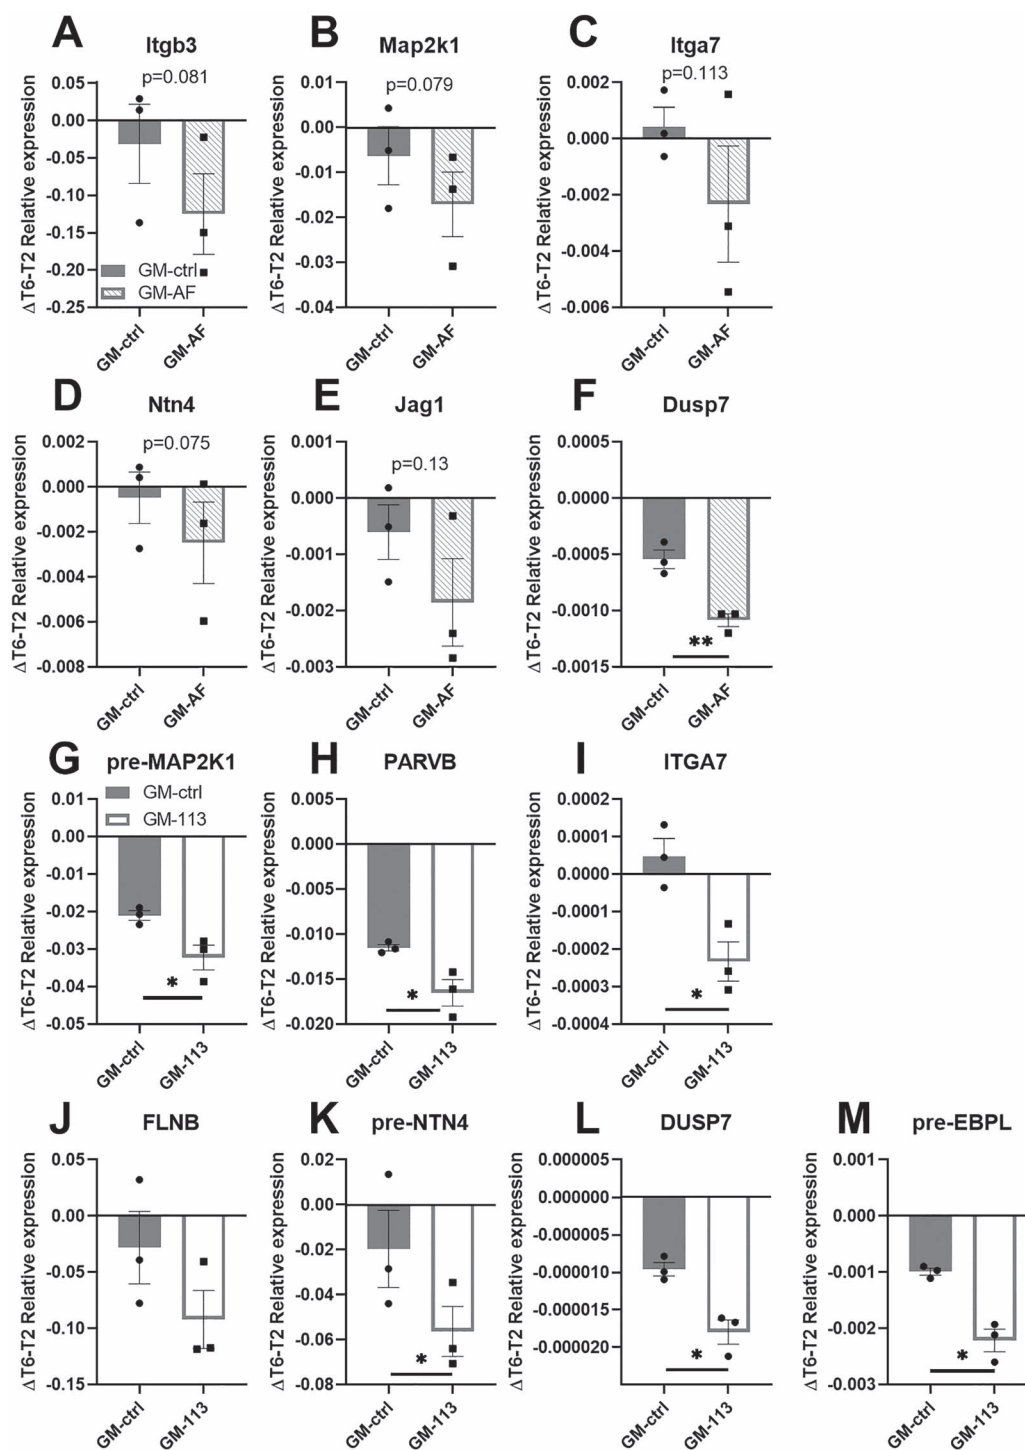 A
Itgb3
p=0.081
ΔT6-T2 Relative expression
0.05
0.00
-0.05
-0.10
-0.15
-0.20
-0.25
GM-ctrl
GM-AF
GM-ctrl
GM-AF
B
Map2k1
p=0.079
ΔT6-T2 Relative expression
0.01
0.00
-0.01
-0.02
-0.03
-0.04
GM-ctrl
GM-AF
C
Itga7
p=0.113
ΔT6-T2 Relative expression
0.002
0.000
-0.002
-0.004
-0.006
GM-ctrl
GM-AF
D
Ntn4
p=0.075
ΔT6-T2 Relative expression
0.002
0.000
-0.002
-0.004
-0.006
-0.008
GM-ctrl
GM-AF
E
Jag1
p=0.13
ΔT6-T2 Relative expression
0.001
0.000
-0.001
-0.002
-0.003
GM-ctrl
GM-AF
F
Dusp7
ΔT6-T2 Relative expression
0.0005
0.0000
-0.0005
-0.0010
-0.0015
**
GM-ctrl
GM-AF
G
pre-MAP2K1
GM-ctrl
GM-113
ΔT6-T2 Relative expression
0.01
0.00
-0.01
-0.02
-0.03
-0.04
-0.05
*
GM-ctrl
GM-113
H
PARVB
ΔT6-T2 Relative expression
0.005
0.000
-0.005
-0.010
-0.015
-0.020
*
GM-ctrl
GM-113
I
ITGA7
ΔT6-T2 Relative expression
0.0002
0.0001
0.0000
-0.0001
-0.0002
-0.0003
-0.0004
*
GM-ctrl
GM-113
J
FLNB
ΔT6-T2 Relative expression
0.05
0.00
-0.05
-0.10
-0.15
GM-ctrl
GM-113
K
pre-NTN4
ΔT6-T2 Relative expression
0.02
0.00
-0.02
-0.04
-0.06
-0.08
*
GM-ctrl
GM-113
L
DUSP7
ΔT6-T2 Relative expression
0.000005
0.000000
-0.000005
-0.000010
-0.000015
-0.000020
*
GM-ctrl
GM-113
M
pre-EBPL
ΔT6-T2 Relative expression
0.001
0.000
-0.001
-0.002
-0.003
*
GM-ctrl
GM-113